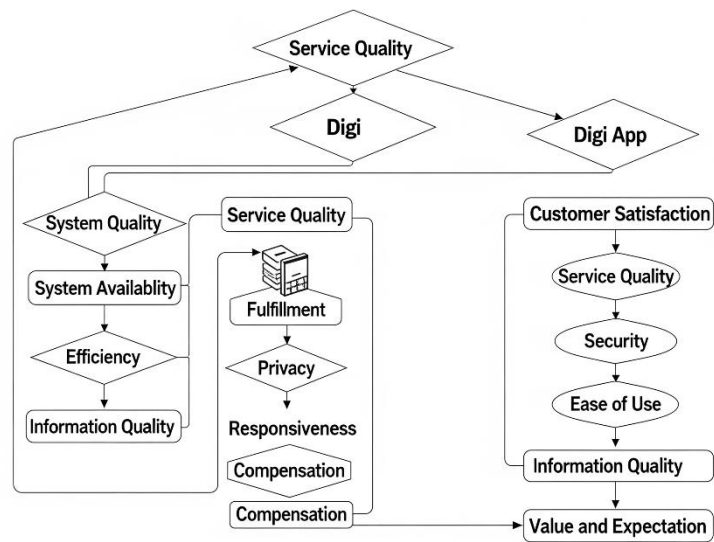 Service Quality
Digi
Digi App
System Quality
System Availablity
Efficiency
Information Quality
Service Quality
Fulfillment
Privacy
Responsiveness
Compensation
Compensation
Customer Satisfaction
Service Quality
Security
Ease of Use
Information Quality
Value and Expectation